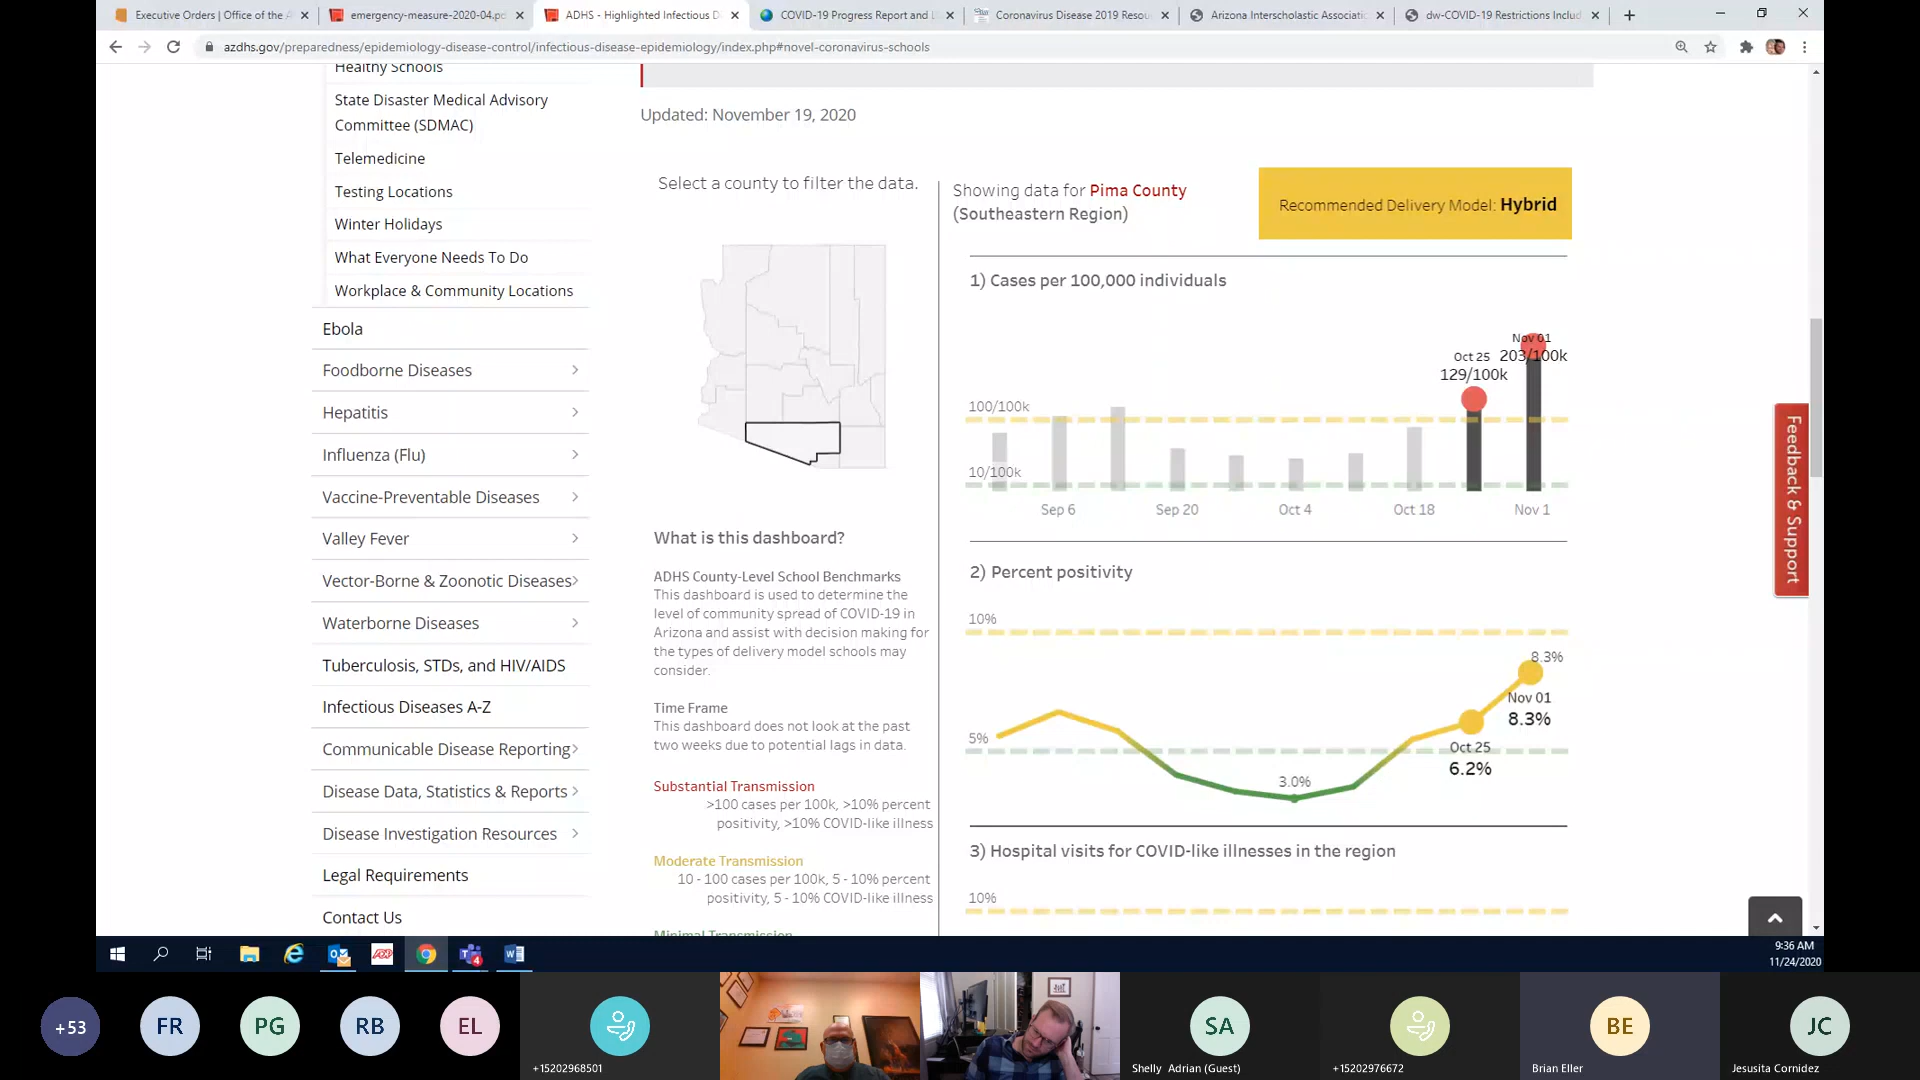 Executive Orders | Office of the A
emergency-measure-2020-04.pd
ADHS - Highlighted Infectious D
COVID-19 Progress Report and
Coronavirus Disease 2019 Resou
Arizona Interscholastic Associati
dw-COVID-19 Restrictions Includ
azdhs.gov/preparedness/epidemiology-disease-control/infectious-disease-epidemiology/index.php#novel-coronavirus-schools
Healthy Schools
State Disaster Medical Advisory
Committee (SDMAC)
Telemedicine
Testing Locations
Winter Holidays
What Everyone Needs To Do
Workplace & Community Locations
Ebola
Foodborne Diseases
Hepatitis
Influenza (Flu)
Vaccine-Preventable Diseases
Valley Fever
Vector-Borne & Zoonotic Diseases
Waterborne Diseases
Tuberculosis, STDs, and HIV/AIDS
Infectious Diseases A-Z
Communicable Disease Reporting
Disease Data, Statistics & Reports
Disease Investigation Resources
Legal Requirements
Contact Us
Updated: November 19, 2020
Select a county to filter the data.
What is this dashboard?
ADHS County-Level School Benchmarks
This dashboard is used to determine the
level of community spread of COVID-19 in
Arizona and assist with decision making for
the types of delivery model schools may
consider.
Time Frame
This dashboard does not look at the past
two weeks due to potential lags in data.
Substantial Transmission
>100 cases per 100k, >10% percent
positivity, >10% COVID-like illness
Moderate Transmission
10 - 100 cases per 100k, 5 - 10% percent
positivity, 5 - 10% COVID-like illness
Minimal Transmission
Showing data for Pima County
(Southeastern Region)
Recommended Delivery Model: Hybrid
1) Cases per 100,000 individuals
Nov 01
203/100k
Oct 25
129/100k
100/100k
10/100k
Sep 6
Sep 20
Oct 4
Oct 18
Nov 1
2) Percent positivity
10%
8.3%
Nov 01
8.3%
5%
Oct 25
6.2%
3.0%
3) Hospital visits for COVID-like illnesses in the region
10%
Feedback & Support
4
9:36 AM
11/24/2020
+53
FR
PG
RB
EL
+15202968501
SA
Shelly Adrian (Guest)
+15202976672
BE
Brian Eller
JC
Jesusita Cornidez